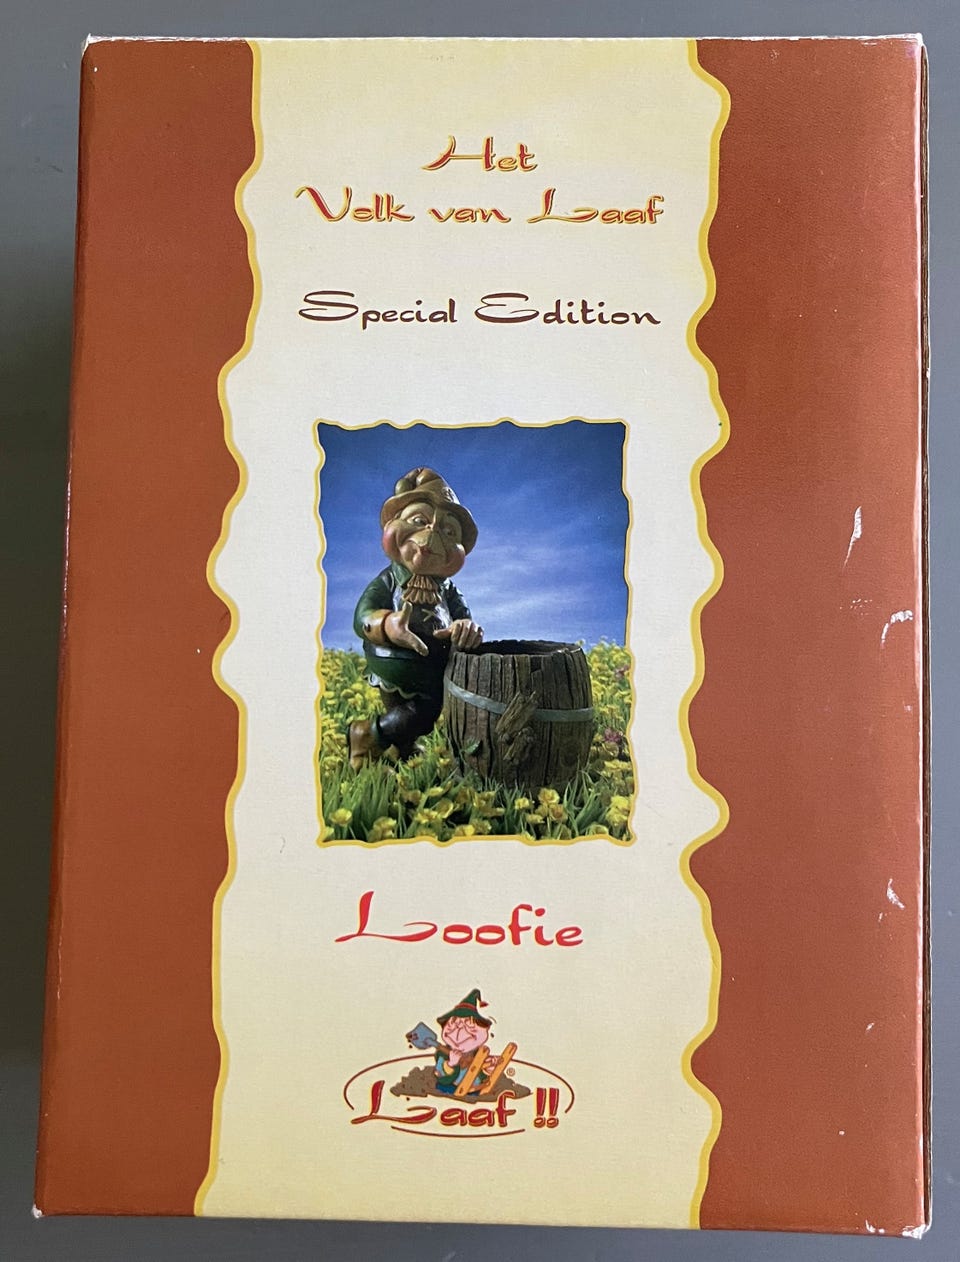 Het
Volk van Laaf
Special Edition
Loofie
®
Laaf !!